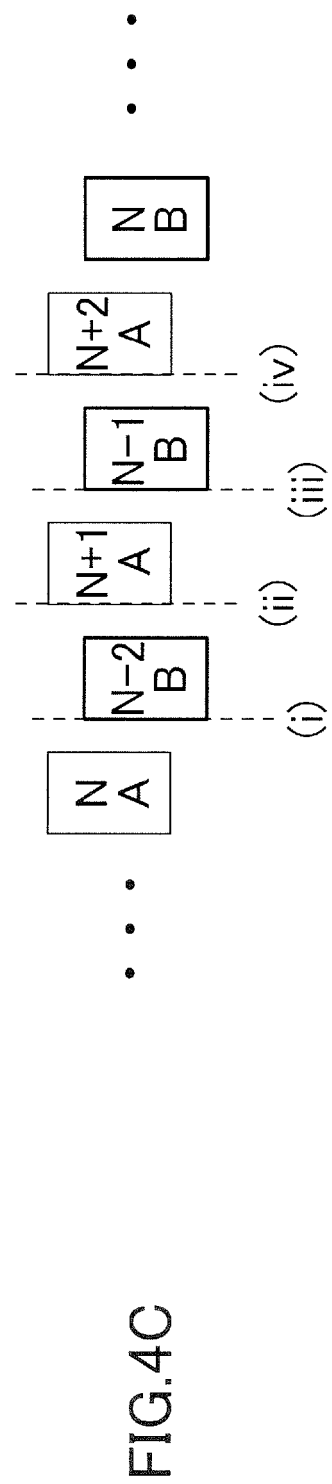 FIG.4C
• • •
N
A
N-2
B
N+1
A
N-1
B
N+2
A
N
B
• • •
(i)
(ii)
(iii)
(iv)